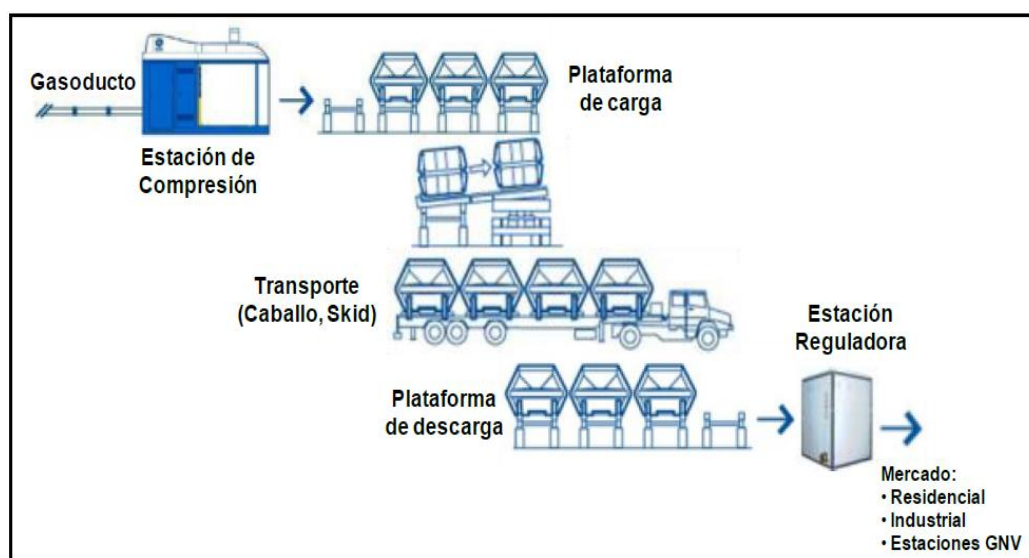 Gasoducto
Estación de
Compresión
Plataforma
de carga
Transporte
(Caballo, Skid)
Estación
Reguladora
Plataforma
de descarga
Mercado:
• Residencial
• Industrial
• Estaciones GNV